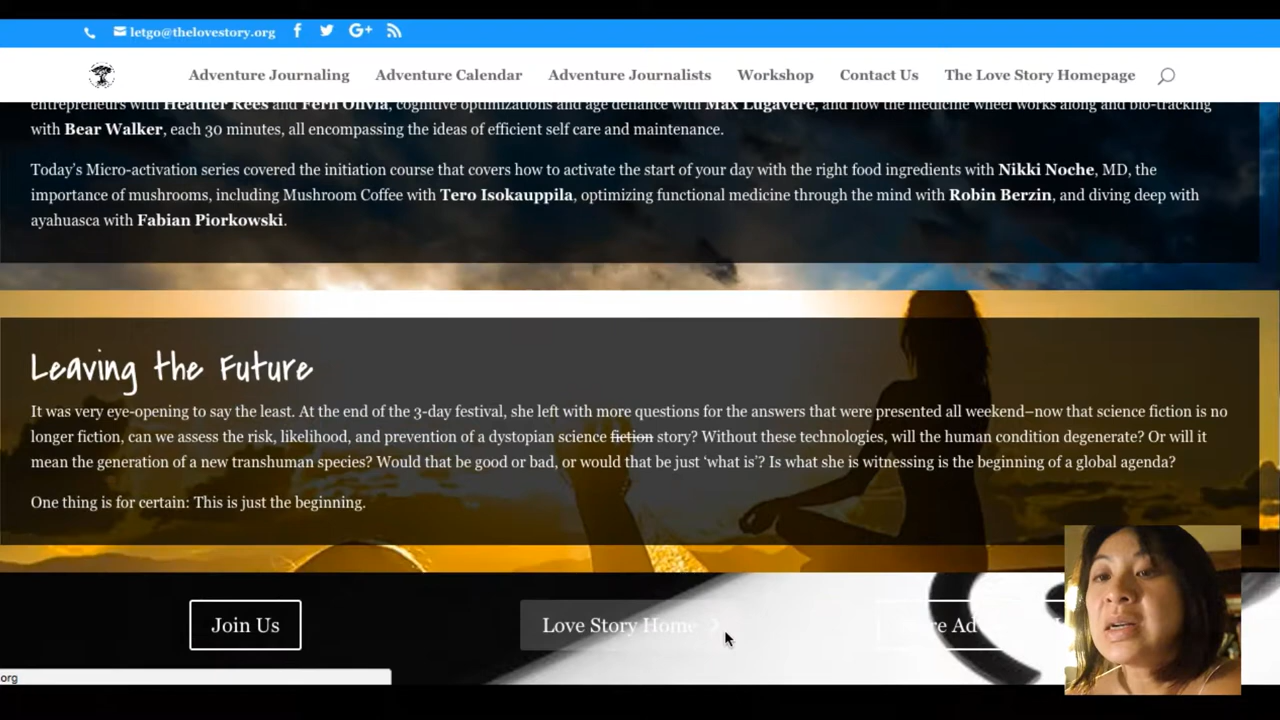 letgo@thelovestory.org
Adventure Journaling Adventure Calendar Adventure Journalists Workshop Contact Us The Love Story Homepage
entrepreneurs with Heather Rees and Fern Olivia, cognitive optimizations and age defiance with Max Lugavere, and how the medicine wheel works along and bio-tracking
with Bear Walker, each 30 minutes, all encompassing the ideas of efficient self care and maintenance.
Today's Micro-activation series covered the initiation course that covers how to activate the start of your day with the right food ingredients with Nikki Noche, MD, the
importance of mushrooms, including Mushroom Coffee with Tero Isokauppila, optimizing functional medicine through the mind with Robin Berzin, and diving deep with
ayahuasca with Fabian Piorkowski.
Leaving the Future
It was very eye-opening to say the least. At the end of the 3-day festival, she left with more questions for the answers that were presented all weekend–now that science fiction is no
longer fiction, can we assess the risk, likelihood, and prevention of a dystopian science fiction story? Without these technologies, will the human condition degenerate? Or will it
mean the generation of a new transhuman species? Would that be good or bad, or would that be just ‘what is’? Is what she is witnessing is the beginning of a global agenda?
One thing is for certain: This is just the beginning.
Join Us Love Story Home
org